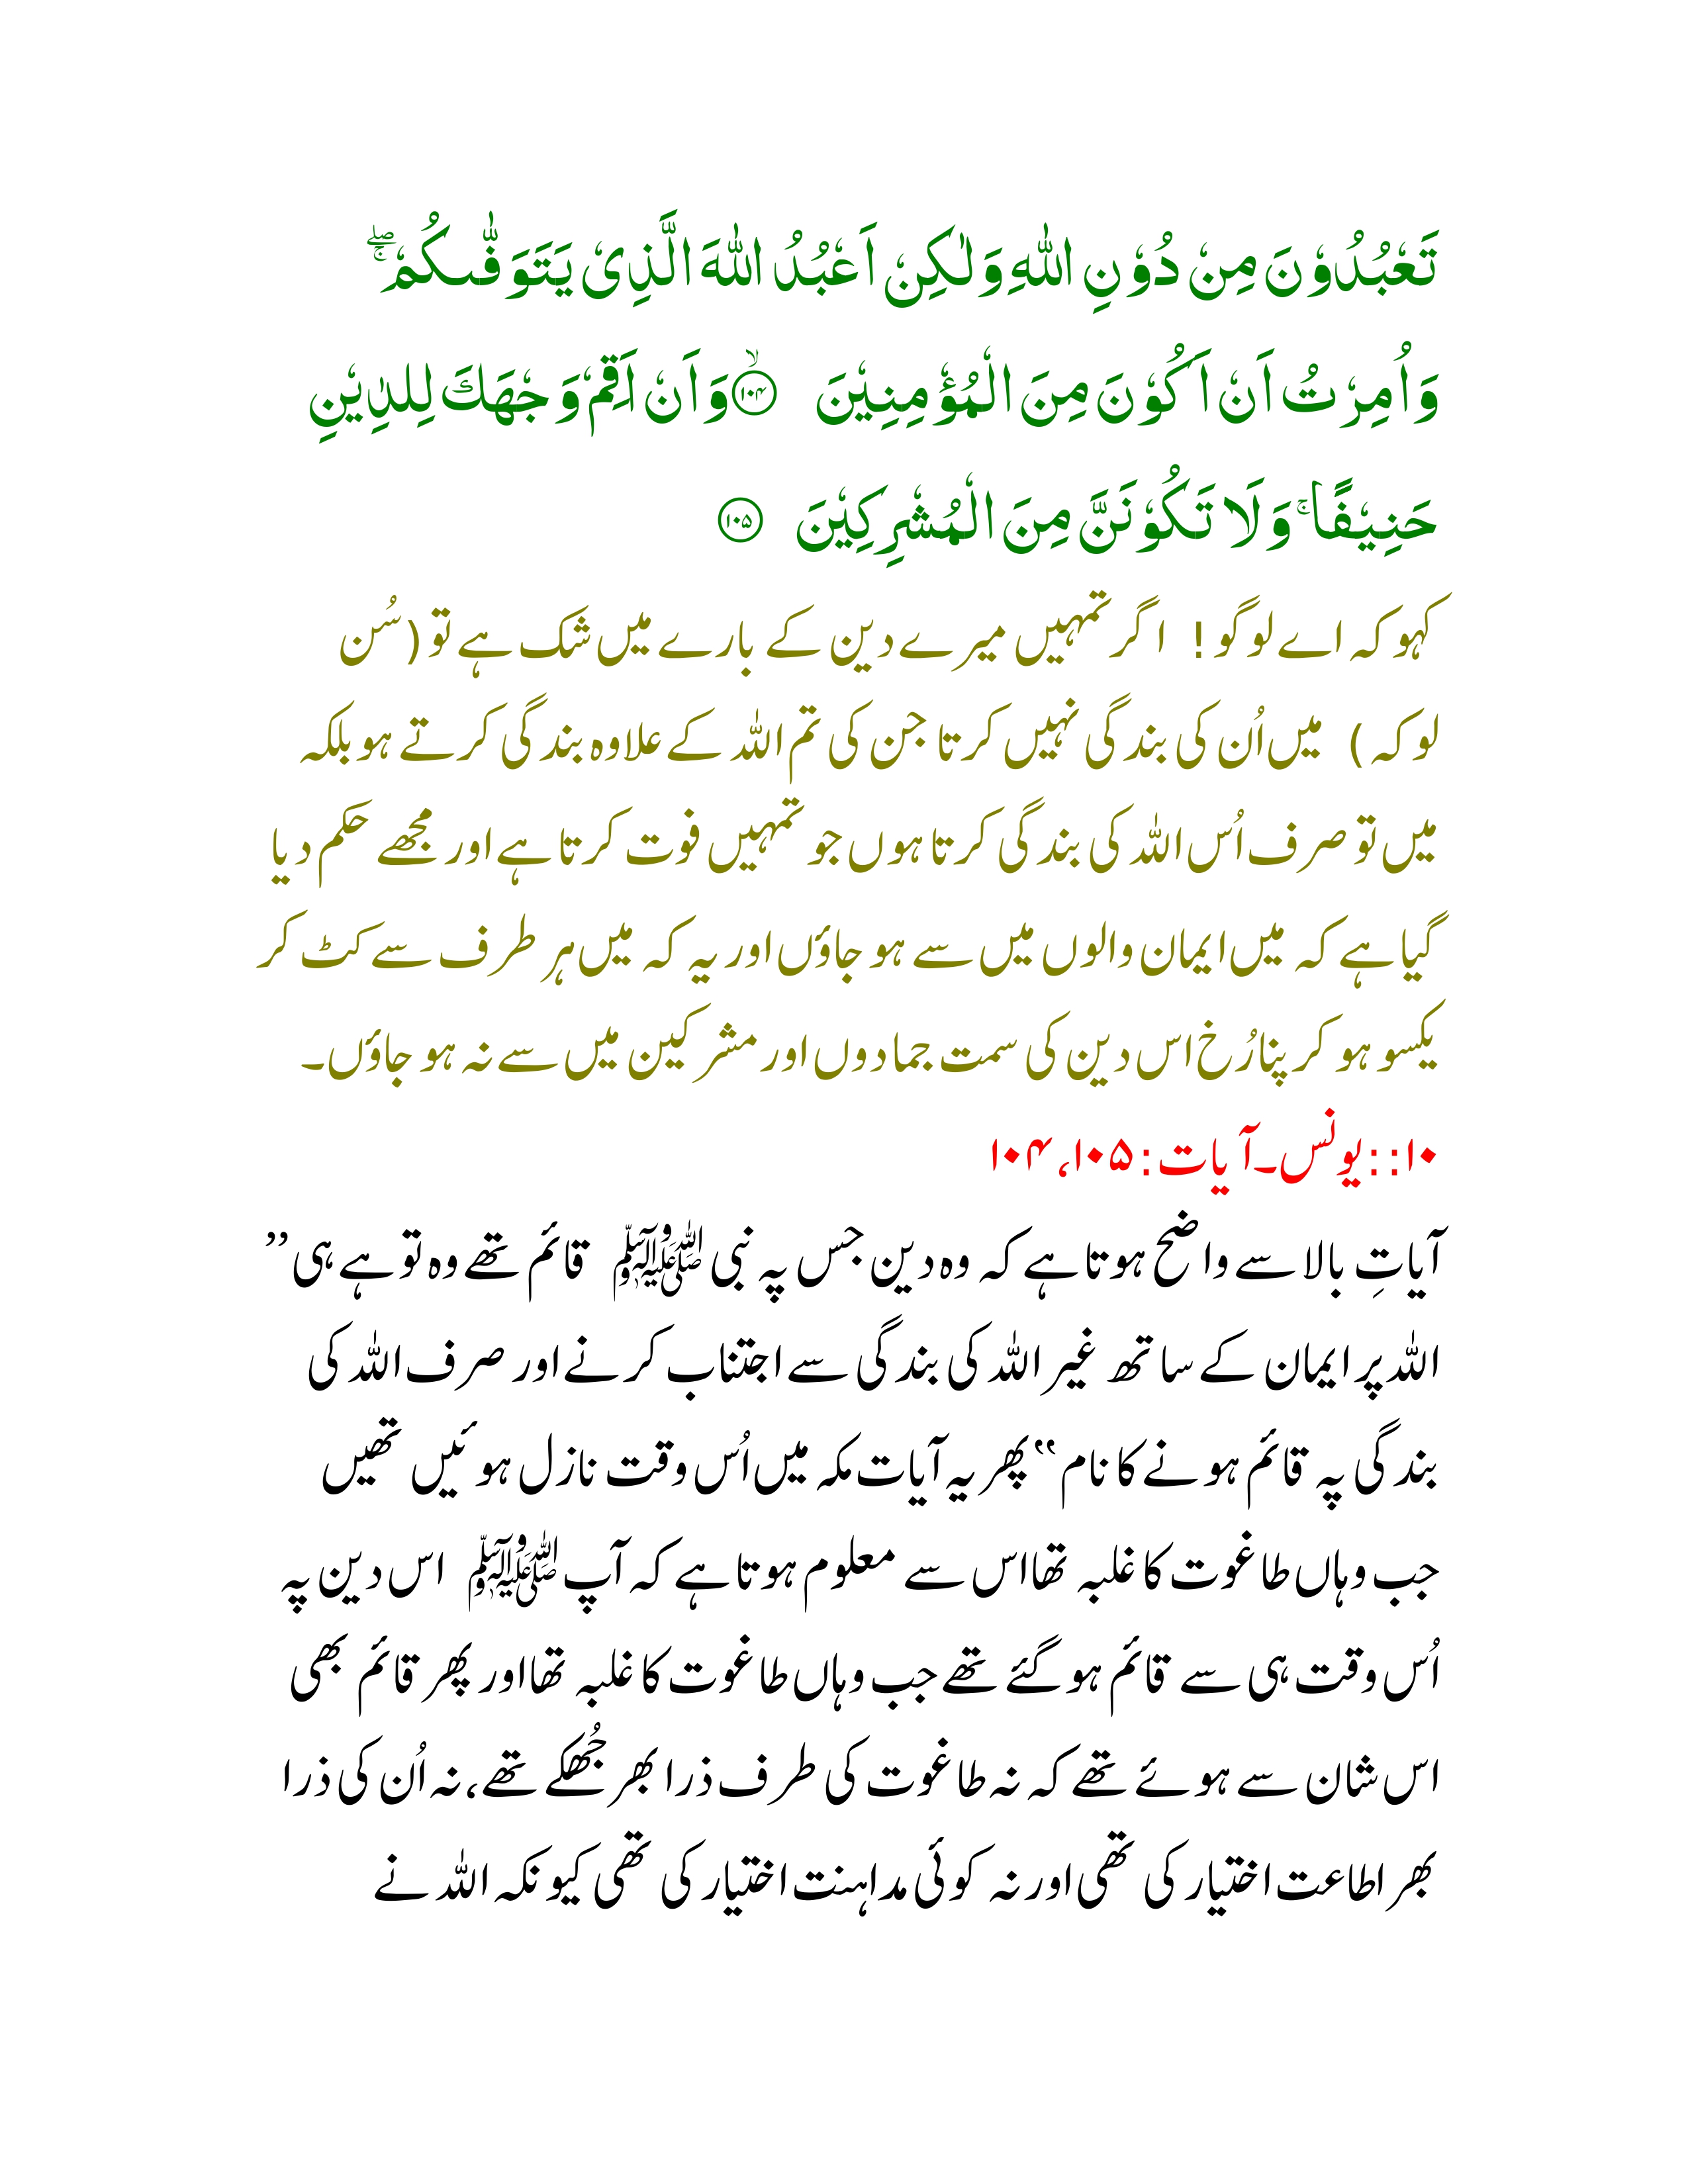 تَعۡبُدُوۡنَ مِنۡ دُوۡنِ اللّٰهِ وَلٰـكِنۡ اَعۡبُدُ اللّٰهَ الَّذِىۡ يَتَوَفّٰٮكُمۡ‌ ۖۚ
وَاُمِرۡتُ اَنۡ اَكُوۡنَ مِنَ الۡمُؤۡمِنِيۡنَ ۙ‏﴿۱۰۴﴾ وَاَنۡ اَقِمۡ وَجۡهَكَ لِلدِّيۡنِ
حَنِيۡفًا‌ ۚ وَلَا تَكُوۡنَنَّ مِنَ الۡمُشۡرِكِيۡنَ ‏﴿۱۰۵﴾
کہو کہ اے لوگو! اگر تمہیں میرے دین کے بارے میں شک ہے تو (سُن
لو کہ) میں اُن کی بندگی نہیں کرتا جن کی تم اللہ کے علاوہ بندگی کرتے ہو بلکہ
میں تو صرف اُس اللہ کی بندگی کرتا ہوں جو تمہیں فوت کرتا ہے اور مجھے حکم دیا
گیا ہے کہ میں ایمان والوں میں سے ہو جاؤں اور یہ کہ میں ہر طرف سے کٹ کر
یکسو ہو کر پنا رُخ اس دین کی سمت جما دوں اور مشرکین میں سے نہ ہو جاؤں۔
۱۰::یونس۔آیات:۱۰۴،۱۰۵
آیاتِ بالا سے واضح ہوتا ہے کہ وہ دین جس پہ نبی ﷺ قائم تھے وہ تو ہے ہی ”
اللہ پر ایمان کے ساتھ غیر اللہ کی بندگی سے اجتناب کرنے اور صرف اللہ کی
بندگی پہ قائم ہونے کا نام“ پھر یہ آیات مکہ میں اُس وقت نازل ہوئیں تھیں
جب وہاں طاغوت کا غلبہ تھا اس سے معلوم ہوتا ہے کہ آپ ﷺ اس دین پہ
اُس وقت ہی سے قائم ہو گئے تھے جب وہاں طاغوت کا غلبہ تھا اور پھر قائم بھی
اس شان سے ہوئے تھے کہ نہ طاغوت کی طرف ذرا بھر جُھکے تھے، نہ اُن کی ذرا
بھر اطاعت اختیار کی تھی اور نہ کوئی مداہنت اختیار کی تھی کیونکہ اللہ نے